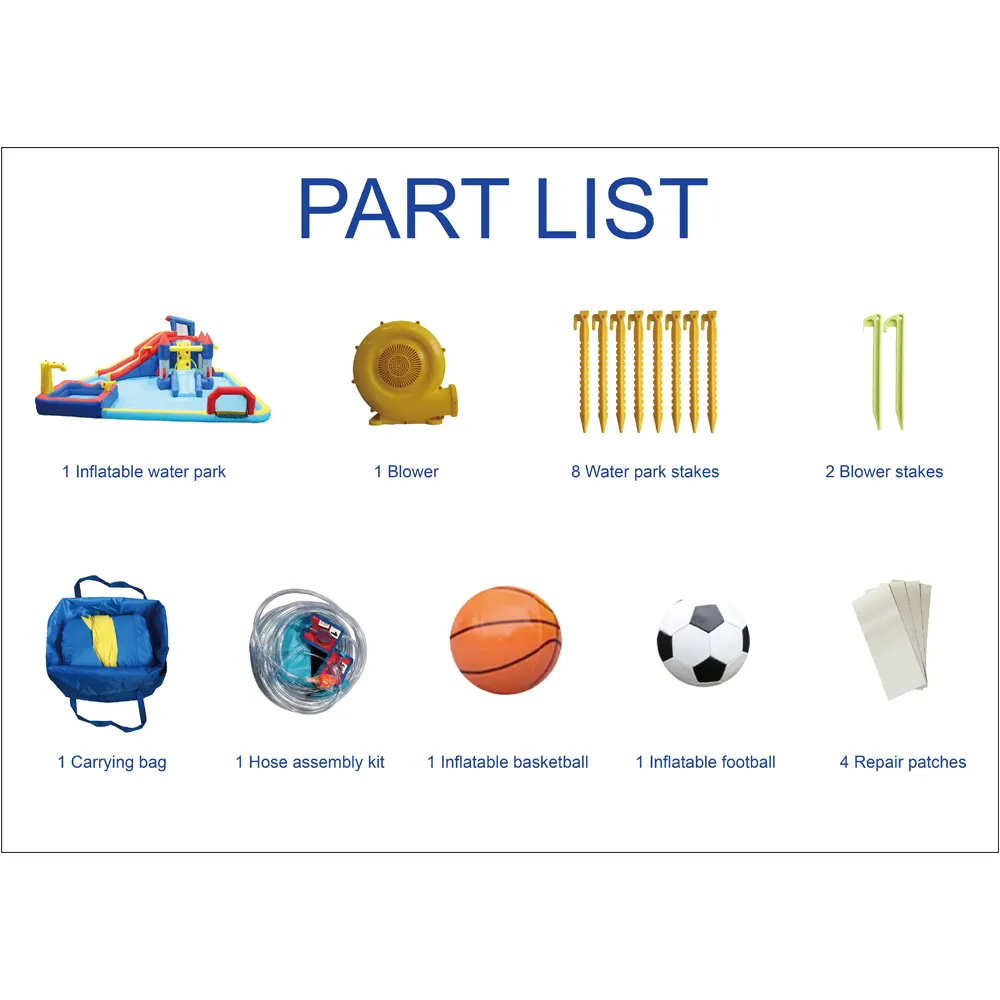 PART LIST
1 Inflatable water park
1 Blower
8 Water park stakes
2 Blower stakes
1 Carrying bag
1 Hose assembly kit
1 Inflatable basketball
1 Inflatable football
4 Repair patches